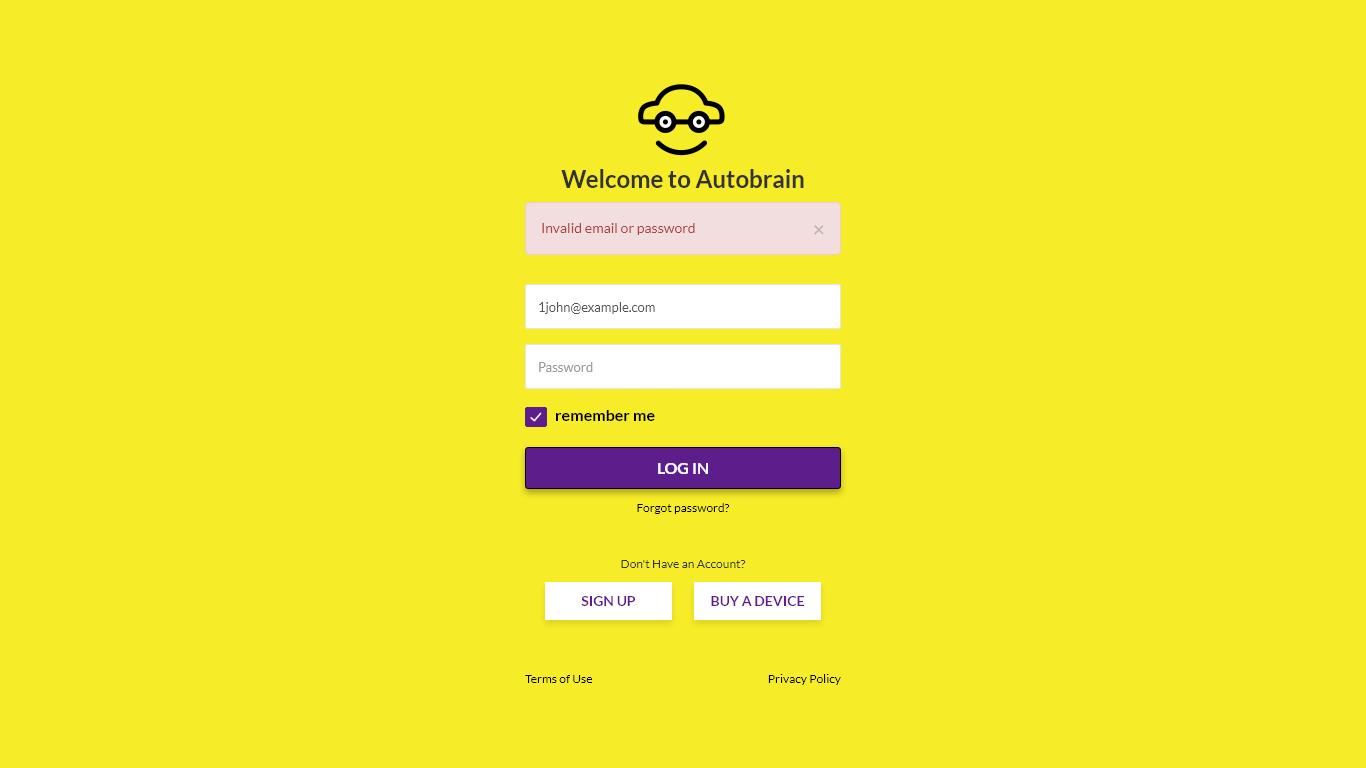 Welcome to Autobrain
Invalid email or password ×
1john@example.com
Password
remember me
LOG IN
Forgot password?
Don't Have an Account?
SIGN UP BUY A DEVICE
Terms of Use Privacy Policy